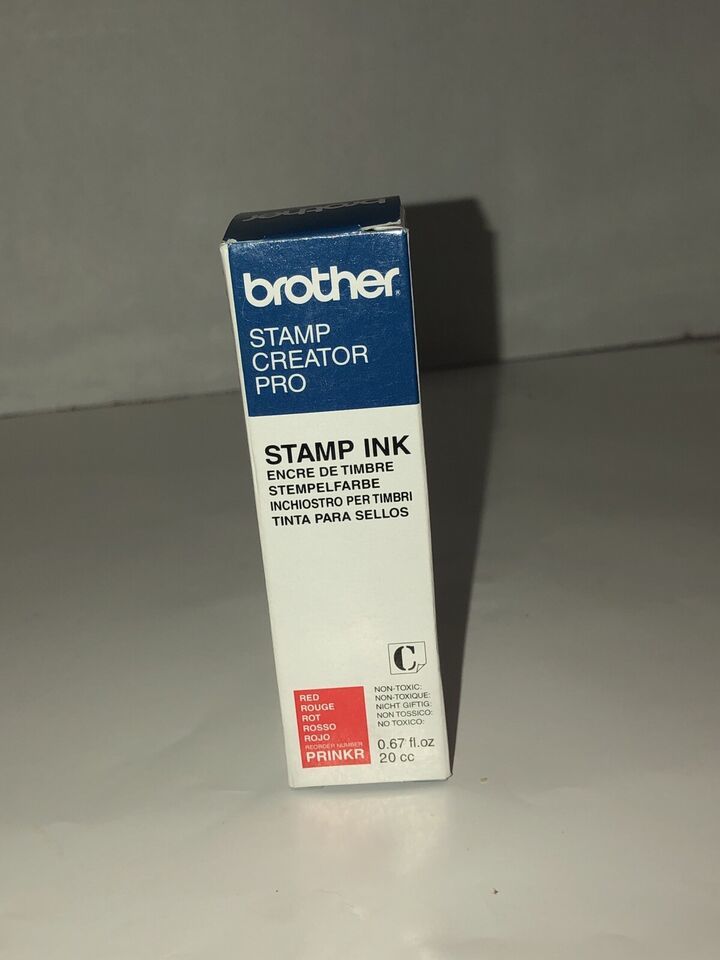 brother
brother®
STAMP
CREATOR
PRO
STAMP INK
ENCRE DE TIMBRE
STEMPELFARBE
INCHIOSTRO PER TIMBRI
TINTA PARA SELLOS
C
RED
ROUGE
ROT
ROSSO
ROJO
REORDER NUMBER
PRINKR
NON-TOXIC:
NON-TOXIQUE:
NICHT GIFTIG:
NON TOSSICO:
NO TOXICO:
0.67 fl.oz
20 cc